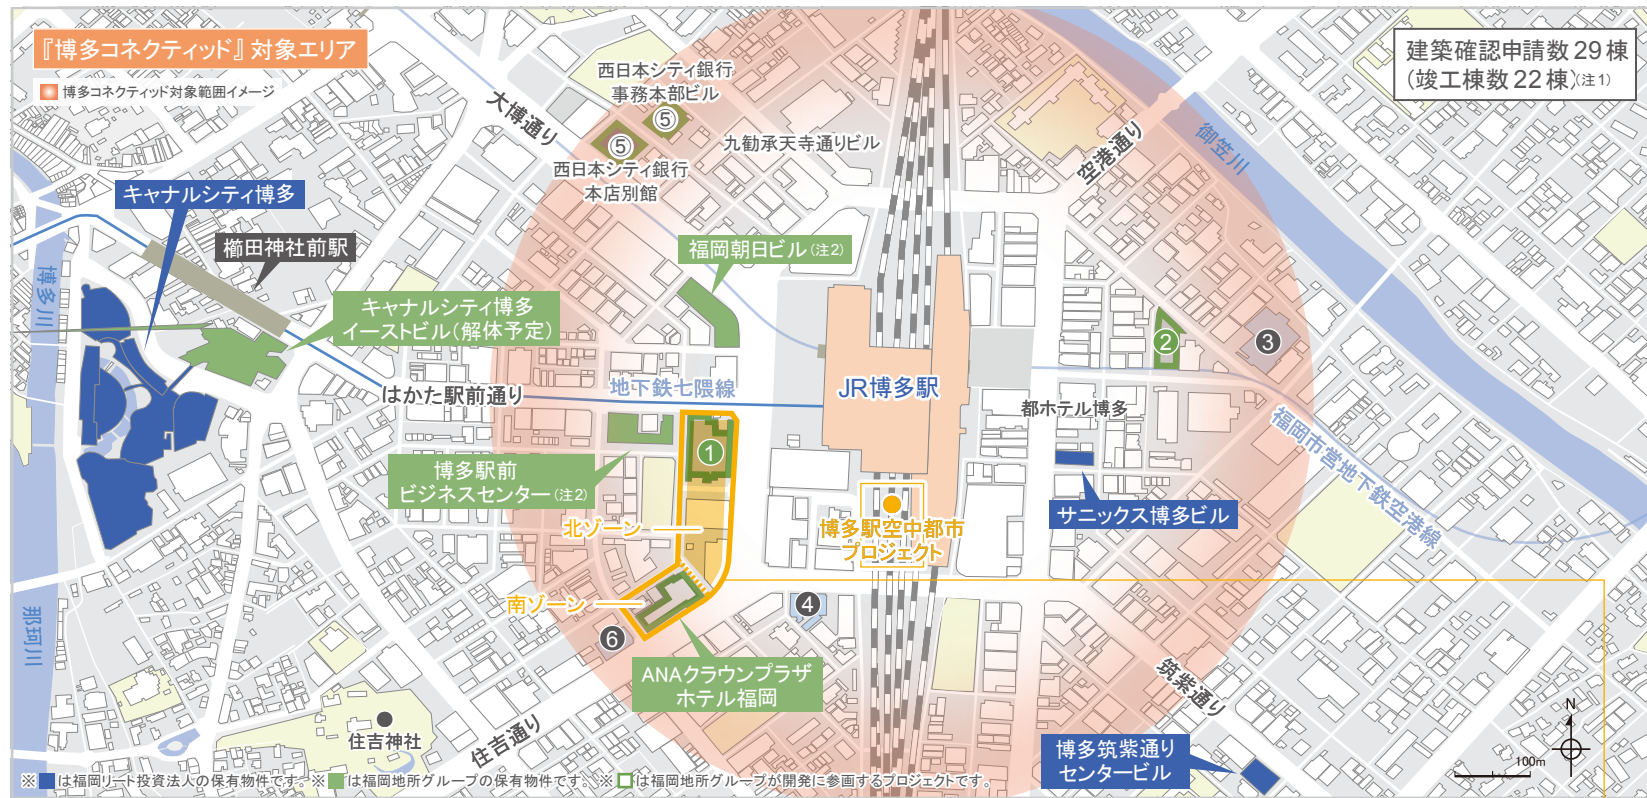 『博多コネクティッド』対象エリア
博多コネクティッド対象範囲イメージ
建築確認申請数 29 棟
(竣工棟数 22 棟)(注1)
西日本シティ銀行
事務本部ビル
⑤
⑤
西日本シティ銀行
本店別館
大博通り
九勧承天寺通りビル
空港通り
御笠川
キャナルシティ博多
櫛田神社前駅
博多川
キャナルシティ博多
イーストビル(解体予定)
福岡朝日ビル(注2)
はかた駅前通り
地下鉄七隈線
JR博多駅
②
③
都ホテル博多
福岡市営地下鉄空港線
①
博多駅前
ビジネスセンター(注2)
北ゾーン
博多駅空中都市
プロジェクト
サニックス博多ビル
南ゾーン
④
⑥
ANAクラウンプラザ
ホテル福岡
那珂川
住吉神社
住吉通り
筑紫通り
博多筑紫通り
センタービル
N
100m
※ は福岡リート投資法人の保有物件です。※ は福岡地所グループの保有物件です。※ は福岡地所グループが開発に参画するプロジェクトです。